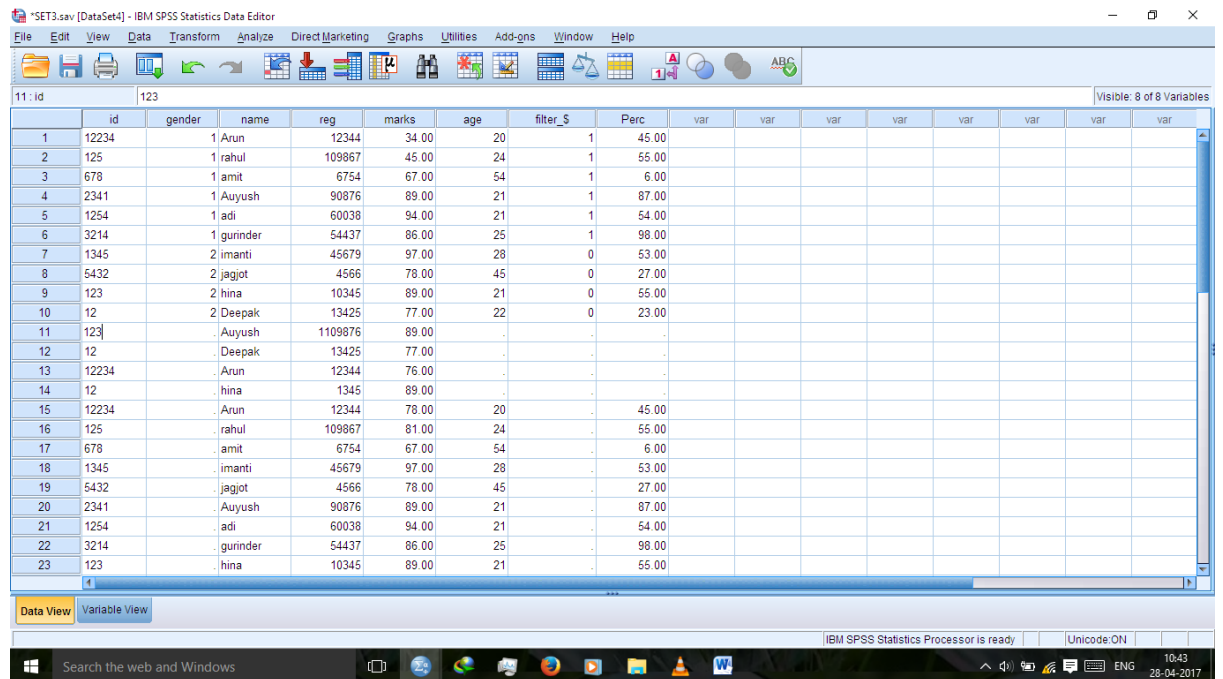 *SET3.sav [DataSet4] - IBM SPSS Statistics Data Editor
File Edit View Data Transform Analyze Direct Marketing Graphs Utilities Add-ons Window Help
11 : id 123 Visible: 8 of 8 Variables
id gender name reg marks age filter_$ Perc var var var var var var var var
1 12234 1 Arun 12344 34.00 20 1 45.00
2 125 1 rahul 109867 45.00 24 1 55.00
3 678 1 amit 6754 67.00 54 1 6.00
4 2341 1 Auyush 90876 89.00 21 1 87.00
5 1254 1 adi 60038 94.00 21 1 54.00
6 3214 1 gurinder 54437 86.00 25 1 98.00
7 1345 2 imanti 45679 97.00 28 0 53.00
8 5432 2 jagjot 4566 78.00 45 0 27.00
9 123 2 hina 10345 89.00 21 0 55.00
10 12 2 Deepak 13425 77.00 22 0 23.00
11 123 . Auyush 1109876 89.00 . . .
12 12 . Deepak 13425 77.00 . . .
13 12234 . Arun 12344 76.00 . . .
14 12 . hina 1345 89.00 . . .
15 12234 . Arun 12344 78.00 20 . 45.00
16 125 . rahul 109867 81.00 24 . 55.00
17 678 . amit 6754 67.00 54 . 6.00
18 1345 . imanti 45679 97.00 28 . 53.00
19 5432 . jagjot 4566 78.00 45 . 27.00
20 2341 . Auyush 90876 89.00 21 . 87.00
21 1254 . adi 60038 94.00 21 . 54.00
22 3214 . gurinder 54437 86.00 25 . 98.00
23 123 . hina 10345 89.00 21 . 55.00
Data View Variable View
IBM SPSS Statistics Processor is ready Unicode:ON
Search the web and Windows ENG 10:43
28-04-2017